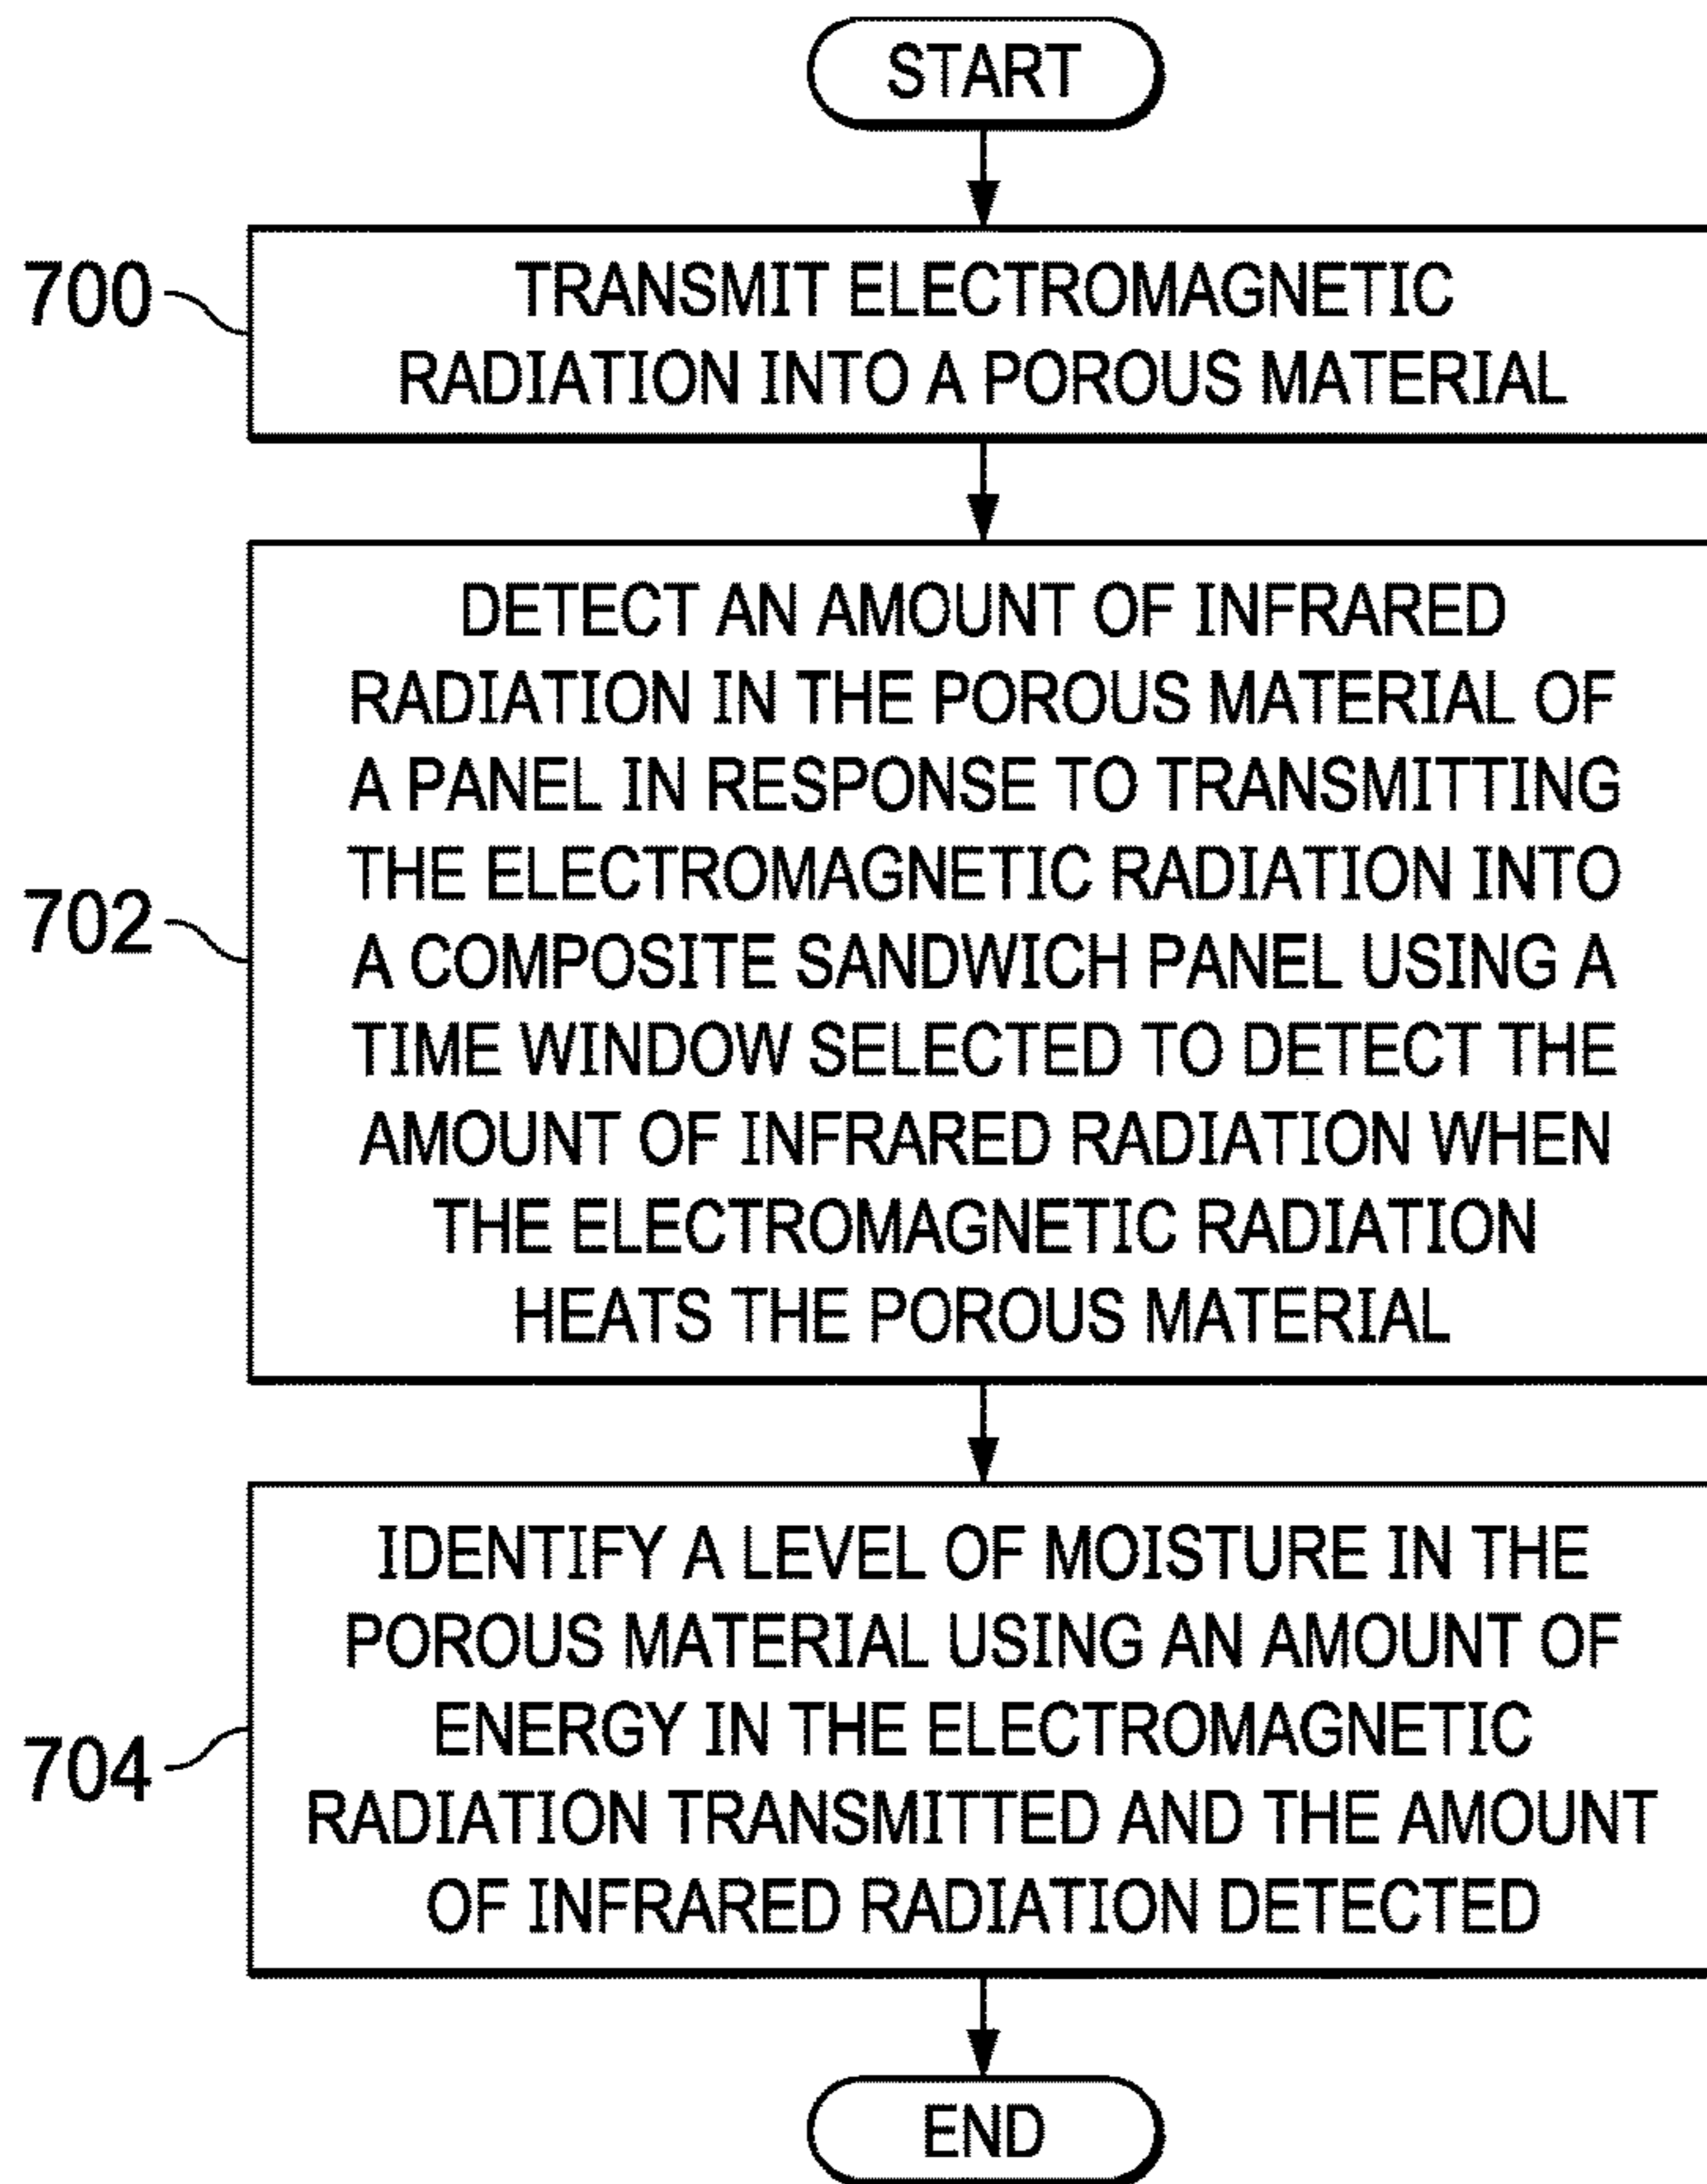 START
700
TRANSMIT ELECTROMAGNETIC
RADIATION INTO A POROUS MATERIAL
702
DETECT AN AMOUNT OF INFRARED
RADIATION IN THE POROUS MATERIAL OF
A PANEL IN RESPONSE TO TRANSMITTING
THE ELECTROMAGNETIC RADIATION INTO
A COMPOSITE SANDWICH PANEL USING A
TIME WINDOW SELECTED TO DETECT THE
AMOUNT OF INFRARED RADIATION WHEN
THE ELECTROMAGNETIC RADIATION
HEATS THE POROUS MATERIAL
704
IDENTIFY A LEVEL OF MOISTURE IN THE
POROUS MATERIAL USING AN AMOUNT OF
ENERGY IN THE ELECTROMAGNETIC
RADIATION TRANSMITTED AND THE AMOUNT
OF INFRARED RADIATION DETECTED
END